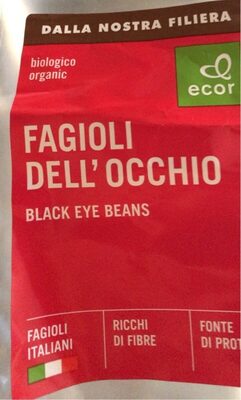 DALLA NOSTRA FILIERA
biologico
organic
ecor
FAGIOLI
DELL'OCCHIO
BLACK EYE BEANS
FAGIOLI
ITALIANI
RICCHI
DI FIBRE
FONTE
DI